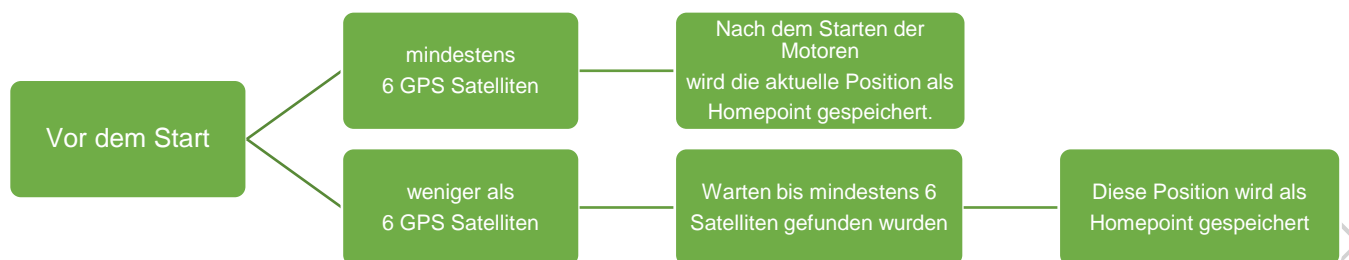 Vor dem Start
mindestens
6 GPS Satelliten
Nach dem Starten der
Motoren
wird die aktuelle Position als
Homepoint gespeichert.
weniger als
6 GPS Satelliten
Warten bis mindestens 6
Satelliten gefunden wurden
Diese Position wird als
Homepoint gespeichert